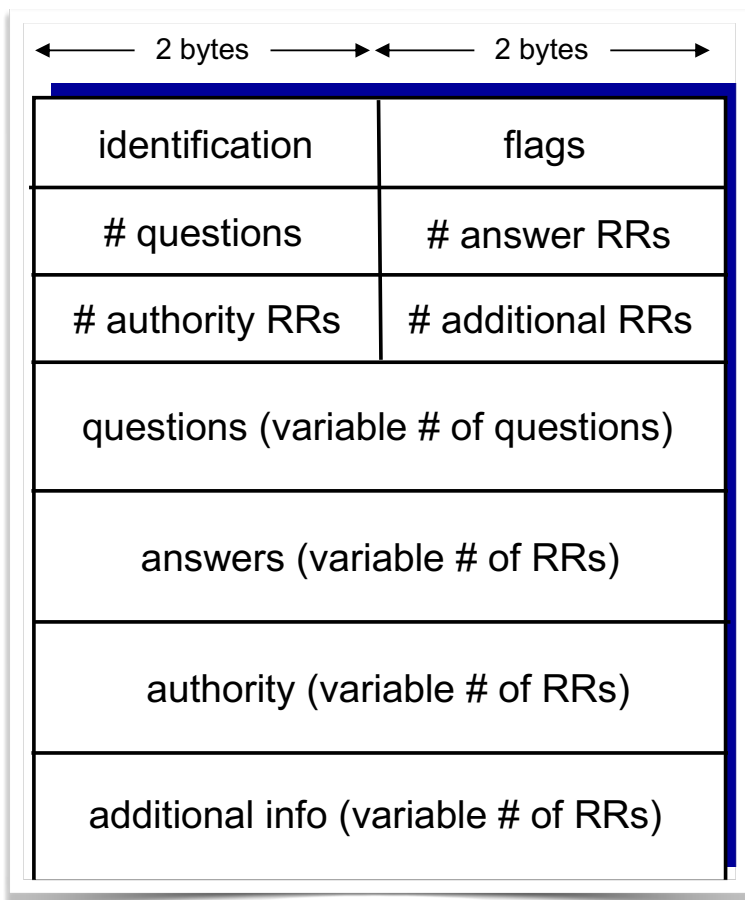 2 bytes 2 bytes
identification flags
# questions # answer RRs
# authority RRs # additional RRs
questions (variable # of questions)
answers (variable # of RRs)
authority (variable # of RRs)
additional info (variable # of RRs)